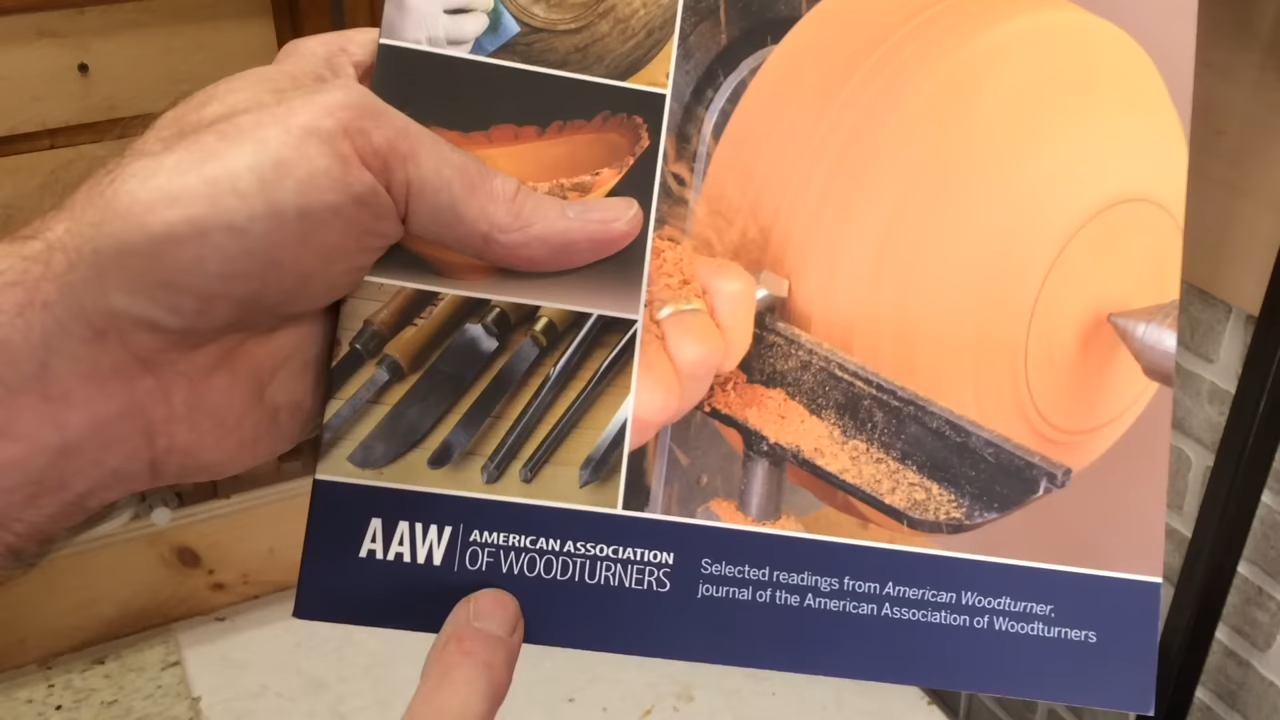 AAW
AMERICAN ASSOCIATION
OF WOODTURNERS
Selected readings from American Woodturner,
journal of the American Association of Woodturners